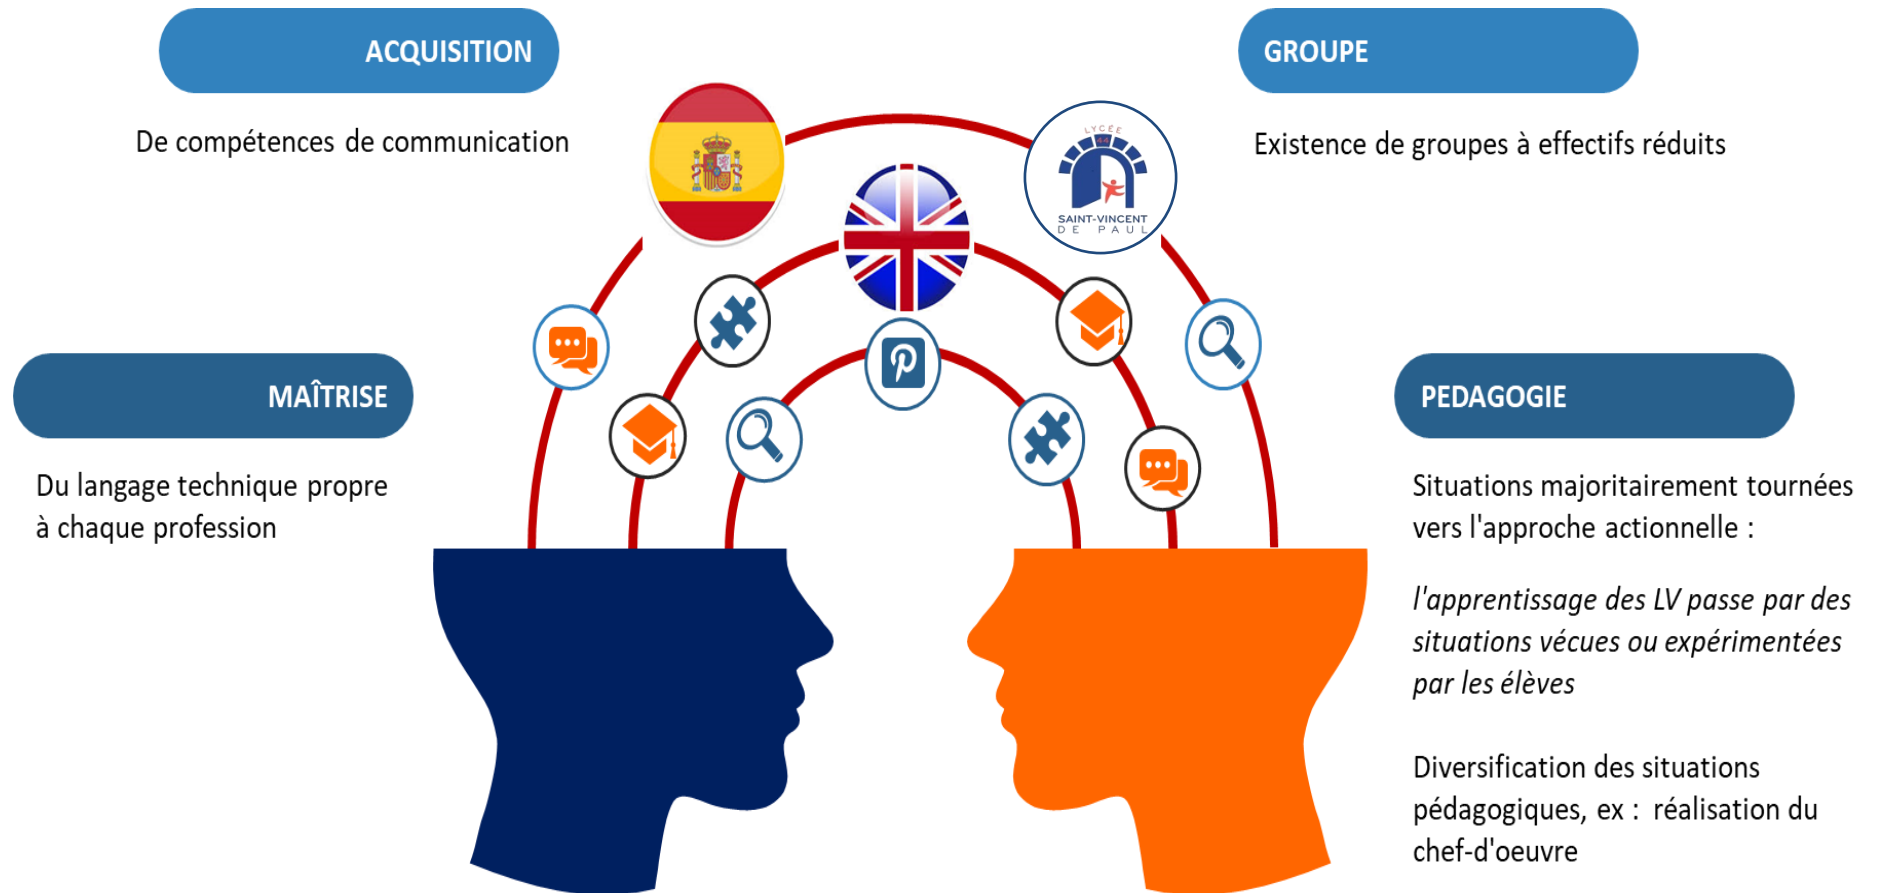 ACQUISITION
De compétences de communication
GROUPE
Existence de groupes à effectifs réduits
LYCÉE
SAINT-VINCENT
DE PAUL
MAÎTRISE
Du langage technique propre
à chaque profession
PEDAGOGIE
Situations majoritairement tournées
vers l'approche actionnelle :
l'apprentissage des LV passe par des
situations vécues ou expérimentées
par les élèves
Diversification des situations
pédagogiques, ex : réalisation du
chef-d'oeuvre